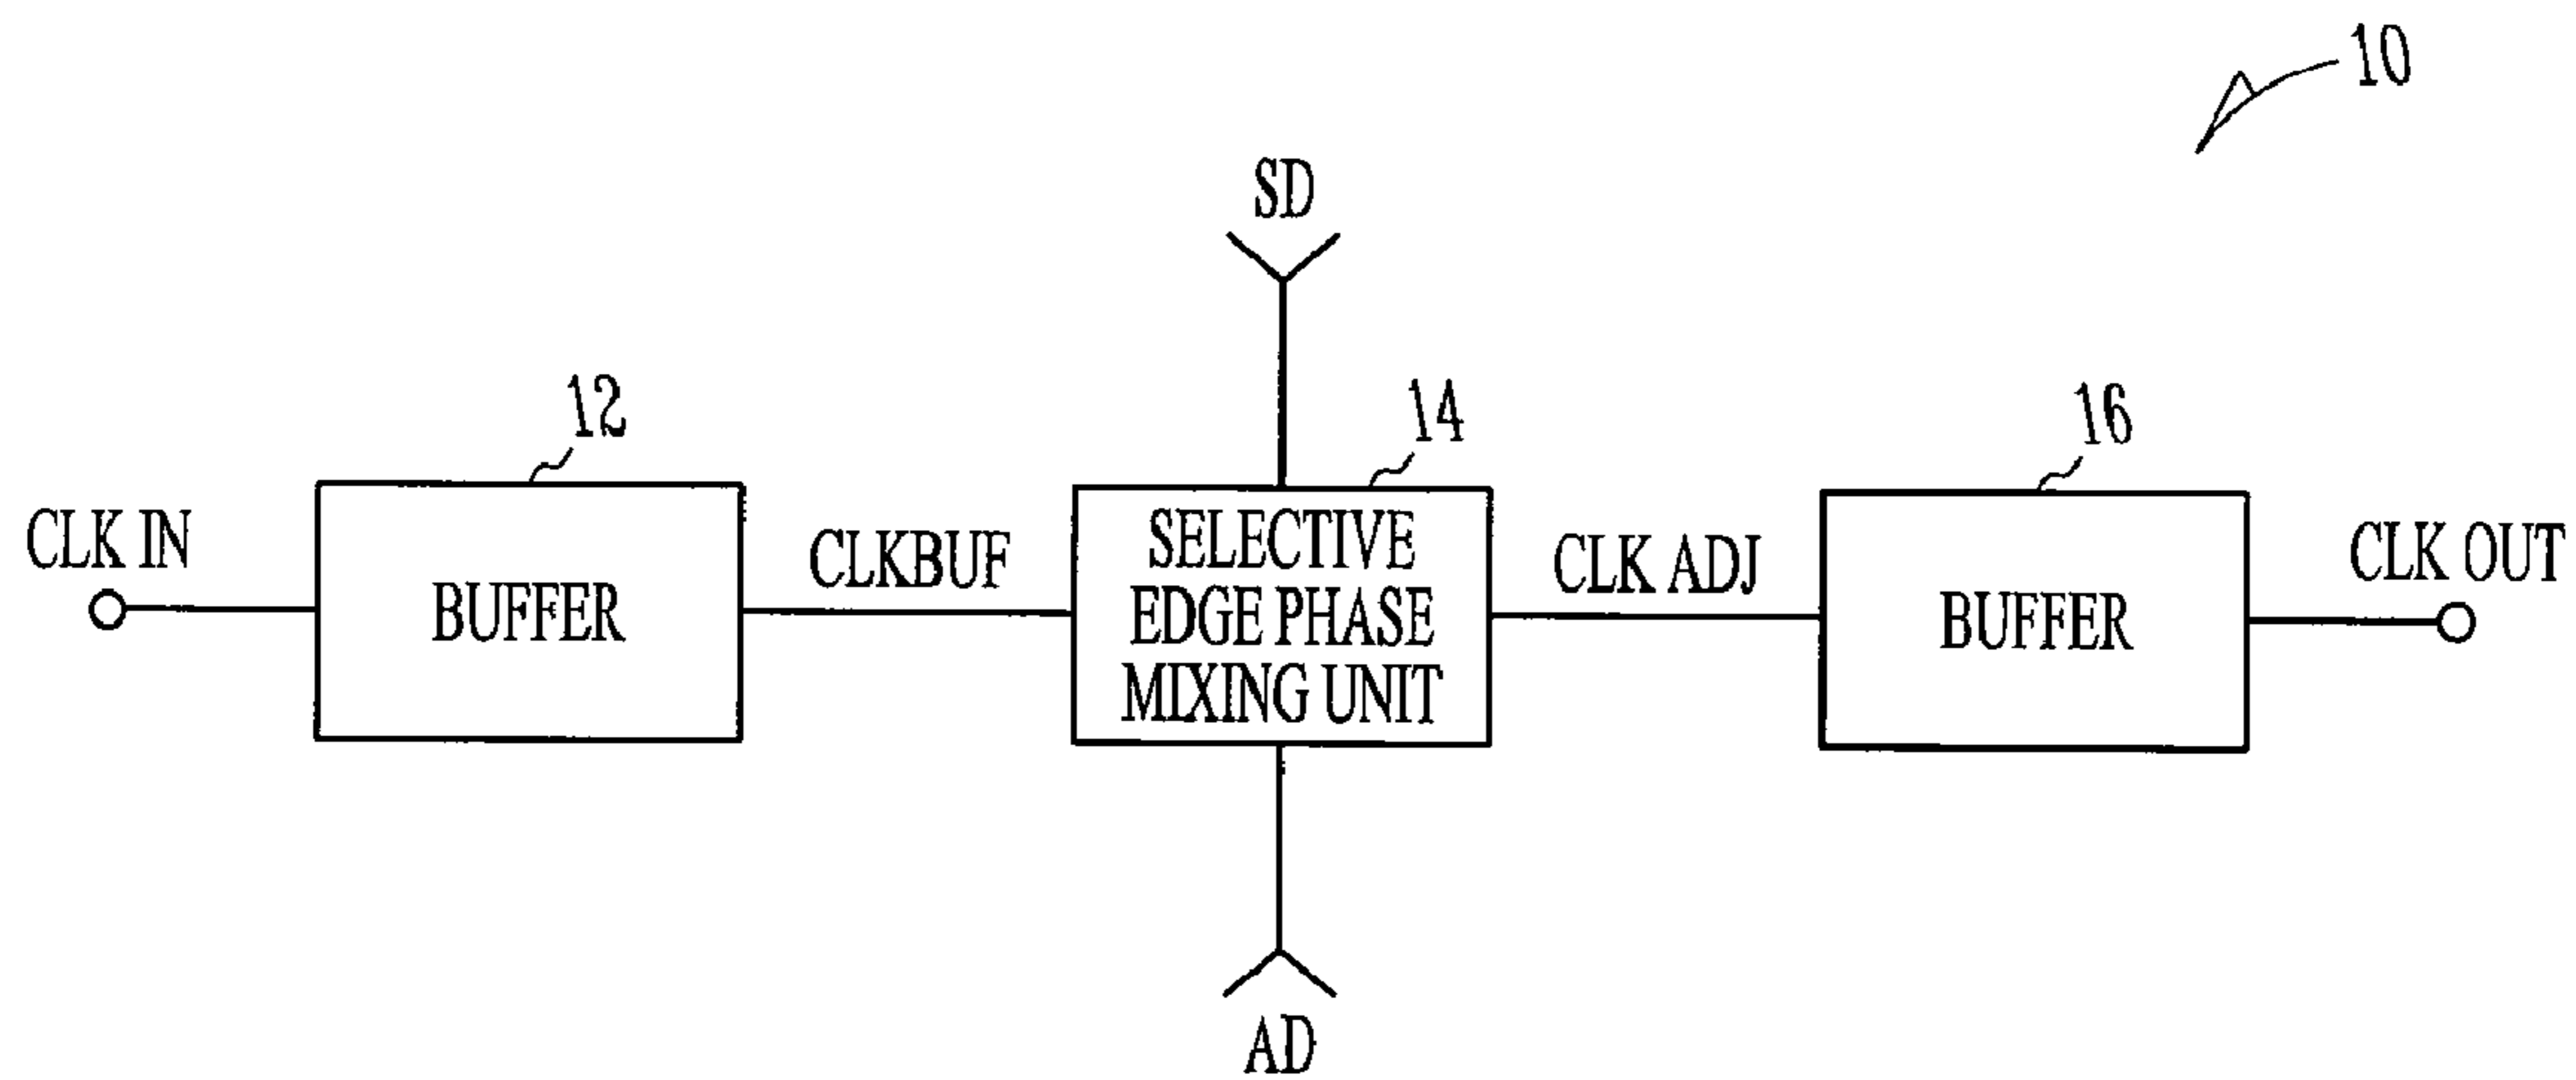 10
SD
12
14
16
CLK IN
BUFFER
CLKBUF
SELECTIVE
EDGE PHASE
MIXING UNIT
CLK ADJ
BUFFER
CLK OUT
AD